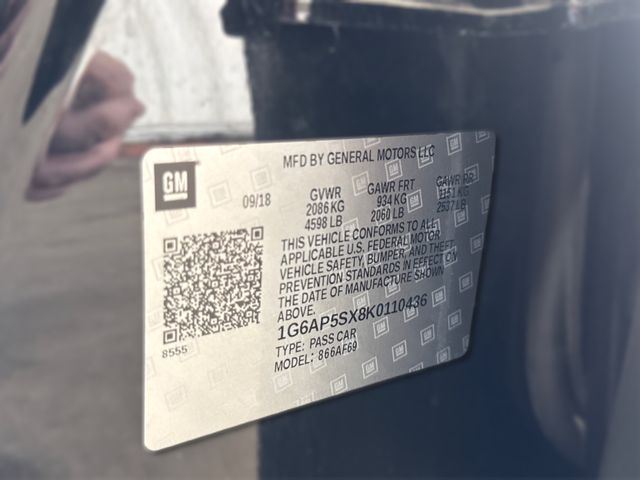 GM
MFD BY GENERAL MOTORS LLC
09/18
GVWR GAWR FRT GAWR RR
2086 KG 934 KG 1151 KG
4598 LB 2060 LB 2537 LB
THIS VEHICLE CONFORMS TO ALL
APPLICABLE U.S. FEDERAL MOTOR
VEHICLE SAFETY, BUMPER, AND THEFT
PREVENTION STANDARDS IN EFFECT ON
THE DATE OF MANUFACTURE SHOWN
ABOVE.
1G6AP5SX8K0110436
TYPE: PASS CAR
MODEL: 866AF69
8555